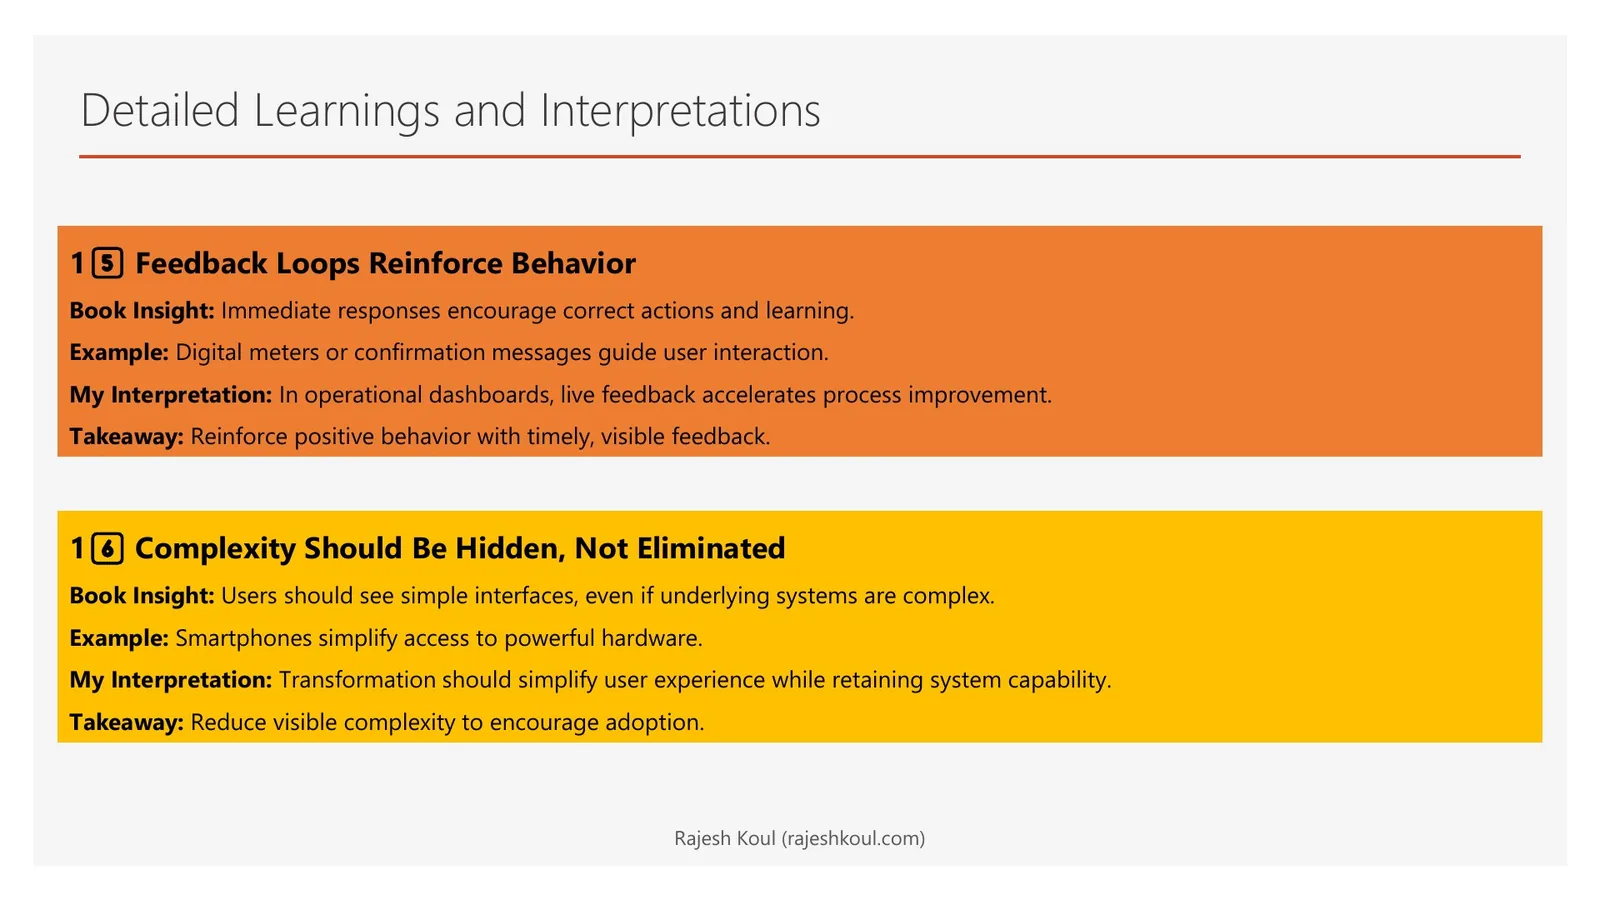 Detailed Learnings and Interpretations
15️⃣ Feedback Loops Reinforce Behavior
Book Insight: Immediate responses encourage correct actions and learning.
Example: Digital meters or confirmation messages guide user interaction.
My Interpretation: In operational dashboards, live feedback accelerates process improvement.
Takeaway: Reinforce positive behavior with timely, visible feedback.
16️⃣ Complexity Should Be Hidden, Not Eliminated
Book Insight: Users should see simple interfaces, even if underlying systems are complex.
Example: Smartphones simplify access to powerful hardware.
My Interpretation: Transformation should simplify user experience while retaining system capability.
Takeaway: Reduce visible complexity to encourage adoption.
Rajesh Koul (rajeshkoul.com)